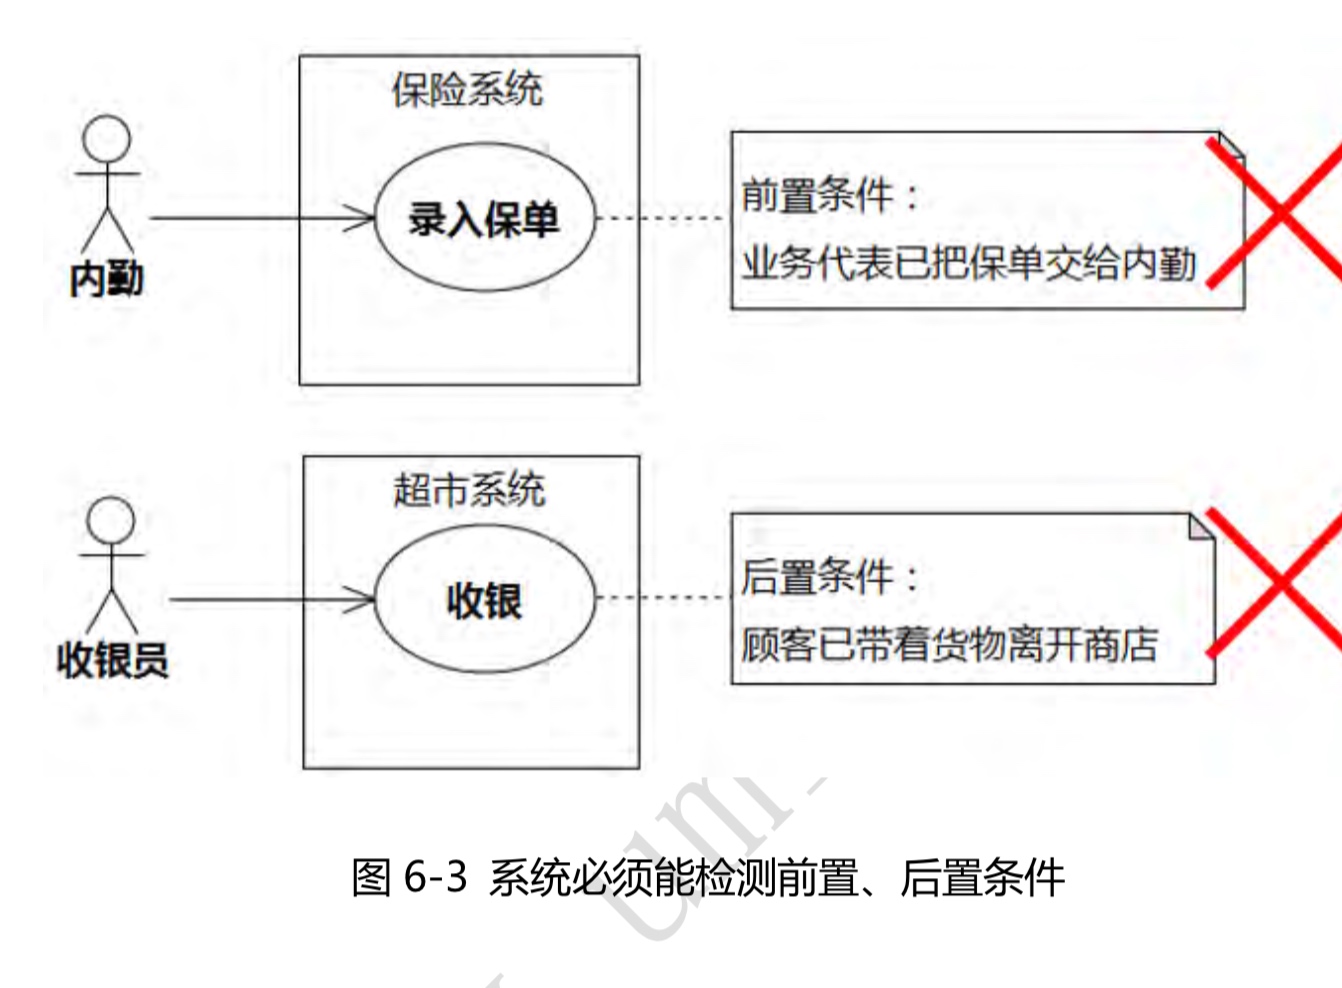 保险系统
录入保单
内勤
前置条件：
业务代表已把保单交给内勤
超市系统
收银
收银员
后置条件：
顾客已带着货物离开商店
图 6-3 系统必须能检测前置、后置条件
um